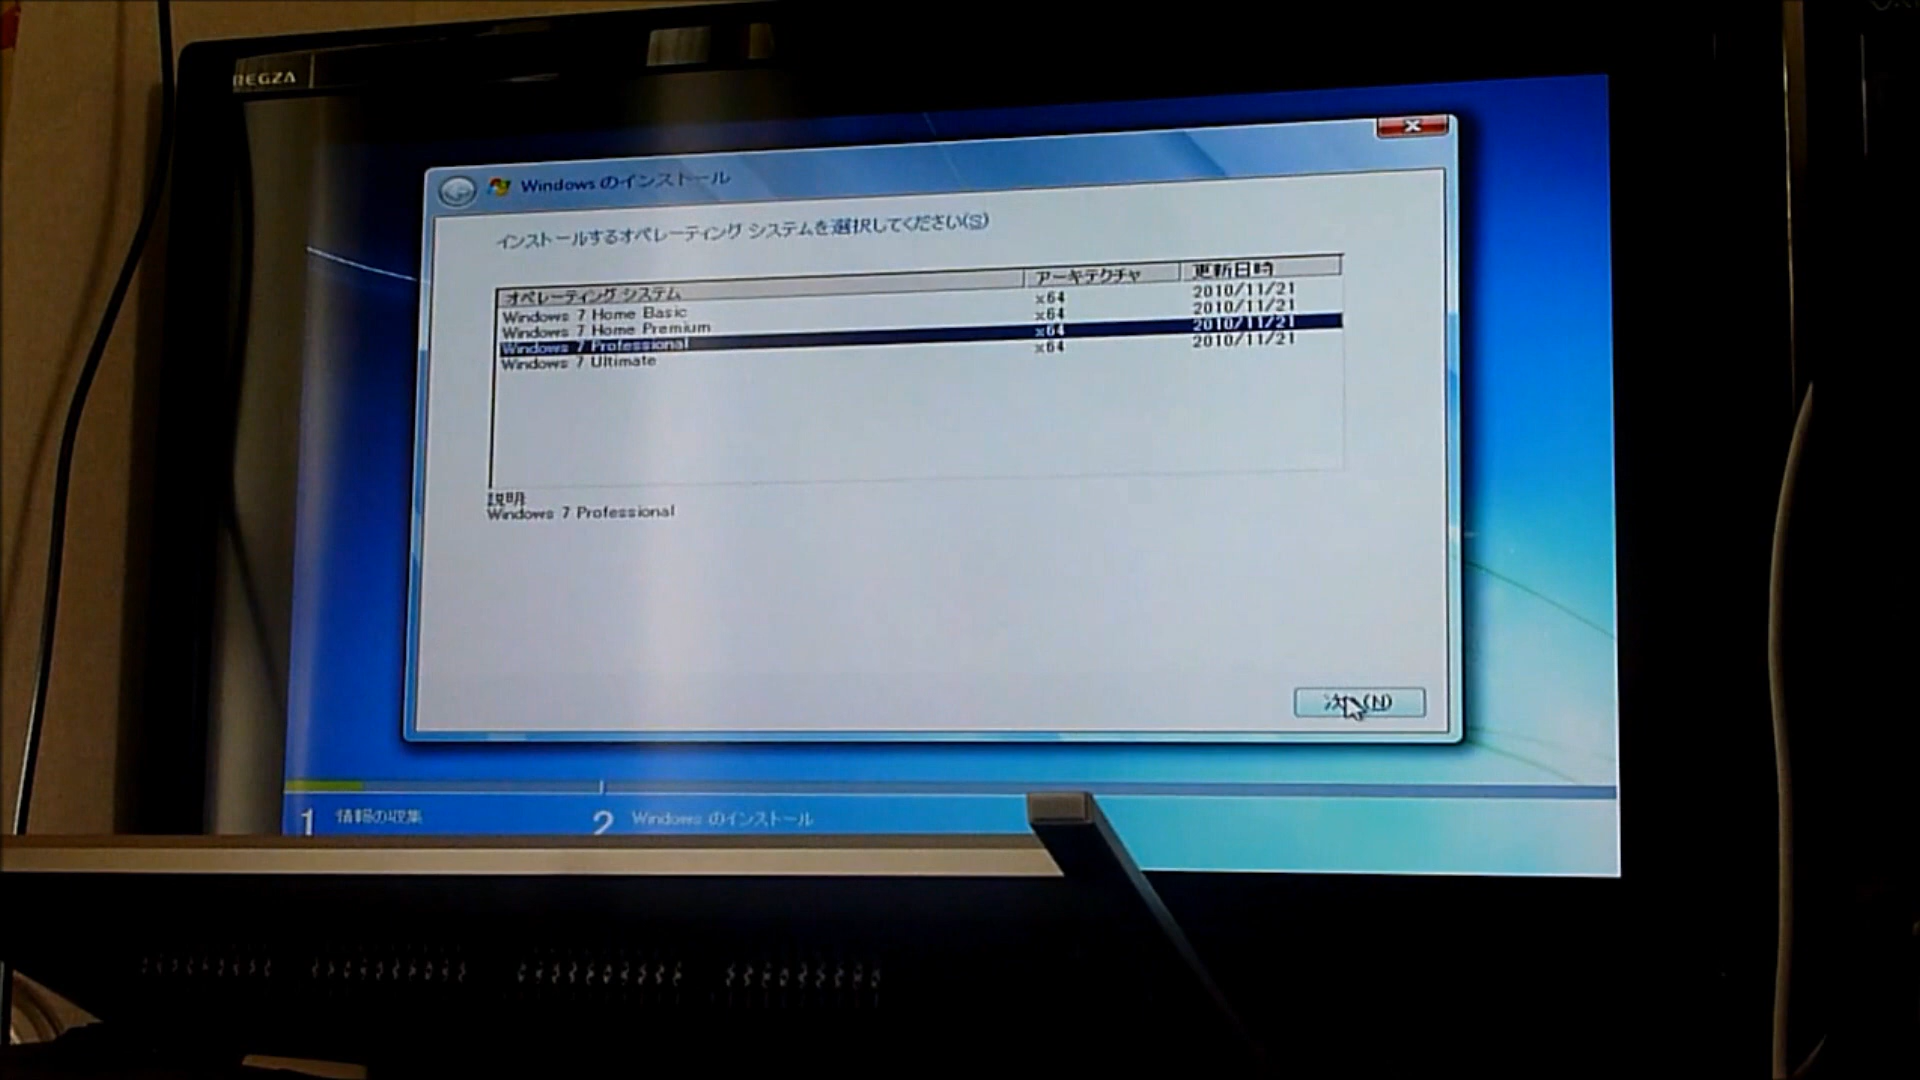 REGZA
Windows のインストール
インストールするオペレーティング システムを選択してください(S)
オペレーティング システム アーキテクチャ 更新日時
Windows 7 Home Basic x64 2010/11/21
Windows 7 Home Premium x64 2010/11/21
Windows 7 Professional x64 2010/11/21
Windows 7 Ultimate x64 2010/11/21
説明
Windows 7 Professional
次へ(N)
1 情報の収集 2 Windows のインストール